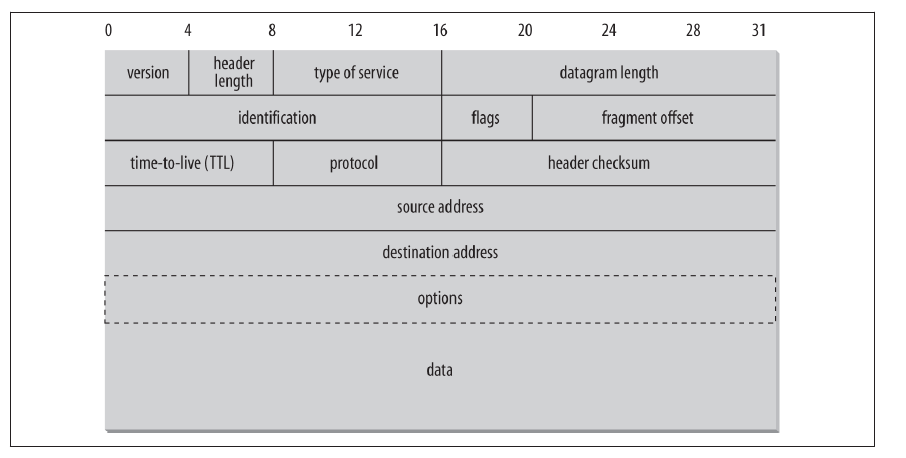 0 4 8 12 16 20 24 28 31
version header length type of service datagram length
identification flags fragment offset
time-to-live (TTL) protocol header checksum
source address
destination address
options
data